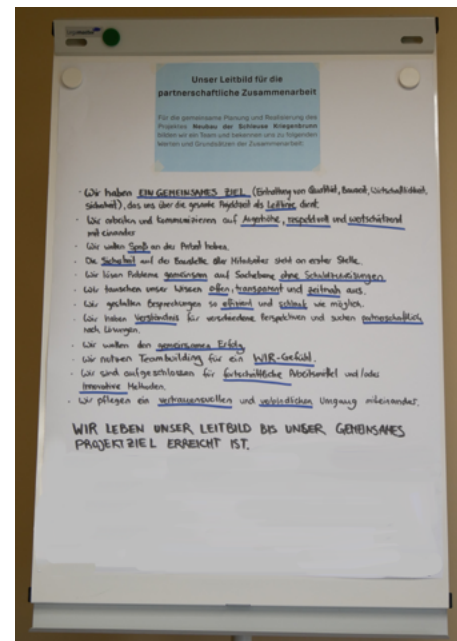 Unser Leitbild für die
partnerschaftliche Zusammenarbeit
Für die gemeinsame Planung und Realisierung des
Projektes Neubau der Schleuse Kriegenbrunn
bilden wir ein Team und bekennen uns zu folgenden
Werten und Grundsätzen der Zusammenarbeit:
· Wir haben EIN GEMEINSAMES ZIEL (Einhaltung von Qualität, Bauzeit, Wirtschaftlichkeit,
Sicherheit), das uns über die gesamte Projektzeit als Leitlinie dient.
· Wir arbeiten und kommunizieren auf Augenhöhe, respektvoll und wertschätzend
miteinander
· Wir wollen Spaß an der Arbeit haben.
· Die Sicherheit auf der Baustelle aller Mitarbeiter steht an erster Stelle.
· Wir lösen Probleme gemeinsam auf Sachebene ohne Schuldzuweisungen.
· Wir tauschen unser Wissen offen, transparent und zeitnah aus.
· Wir gestalten Besprechungen so effizient und schlank wie möglich.
· Wir haben Verständnis für verschiedene Perspektiven und suchen partnerschaftlich
nach Lösungen.
· Wir wollen den gemeinsamen Erfolg.
· Wir nutzen Teambuilding für ein WIR-Gefühl.
· Wir sind aufgeschlossen für fortschrittliche Arbeitsmittel und/oder
innovative Methoden.
· Wir pflegen ein vertrauensvollen und verbindlichen Umgang miteinander.
WIR LEBEN UNSER LEITBILD BIS UNSER GEMEINSAMES
PROJEKTZIEL ERREICHT IST.